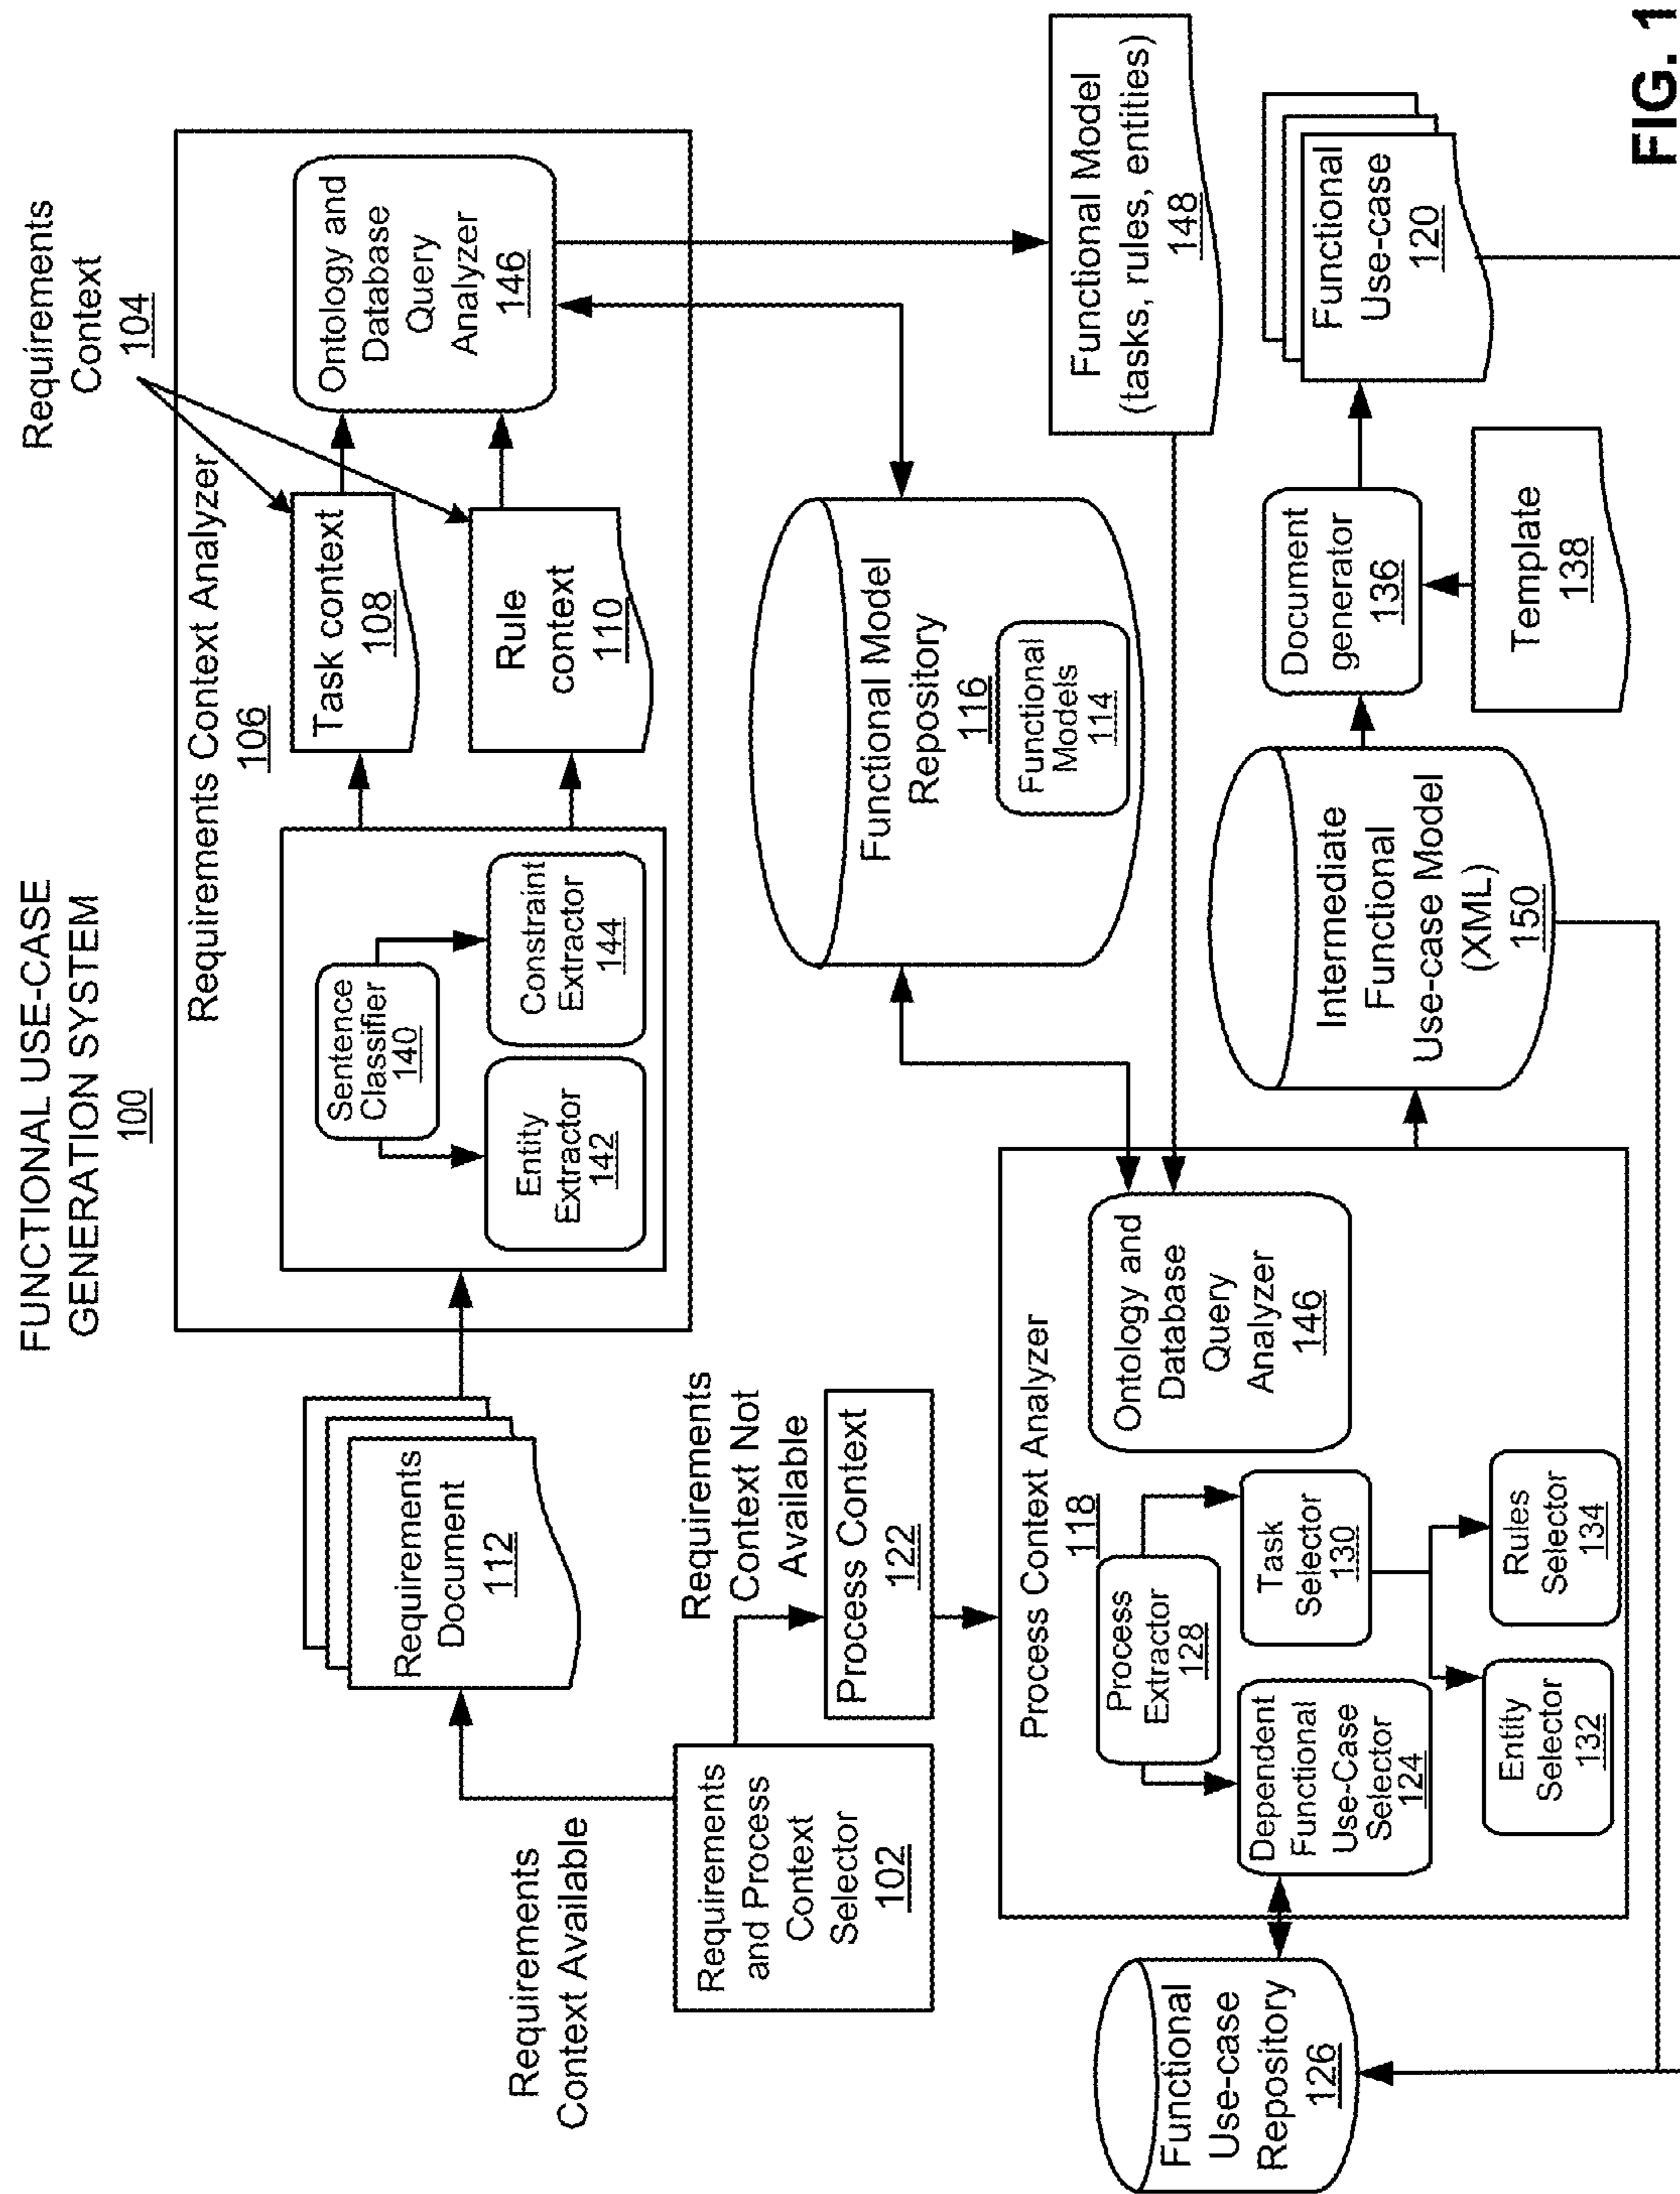 FUNCTIONAL USE-CASE
GENERATION SYSTEM
100
Requirements
Context Available
Requirements
and Process
Context
Selector
102
Requirements
Document
112
Requirements
Context Not
Available
Process Context
122
Requirements Context Analyzer
106
Sentence
Classifier
140
Entity
Extractor
142
Constraint
Extractor
144
Task context
108
Rule
context
110
Requirements
Context
104
Ontology and
Database
Query
Analyzer
146
Functional Model
Repository
116
Functional
Models
114
Functional Model
(tasks, rules, entities)
148
Functional
Use-case
Repository
126
Process Context Analyzer
118
Process
Extractor
128
Dependent
Functional
Use-Case
Selector
124
Task
Selector
130
Entity
Selector
132
Rules
Selector
134
Ontology and
Database
Query
Analyzer
146
Intermediate
Functional
Use-case Model
(XML)
150
Document
generator
136
Template
138
Functional
Use-case
120
FIG. 1